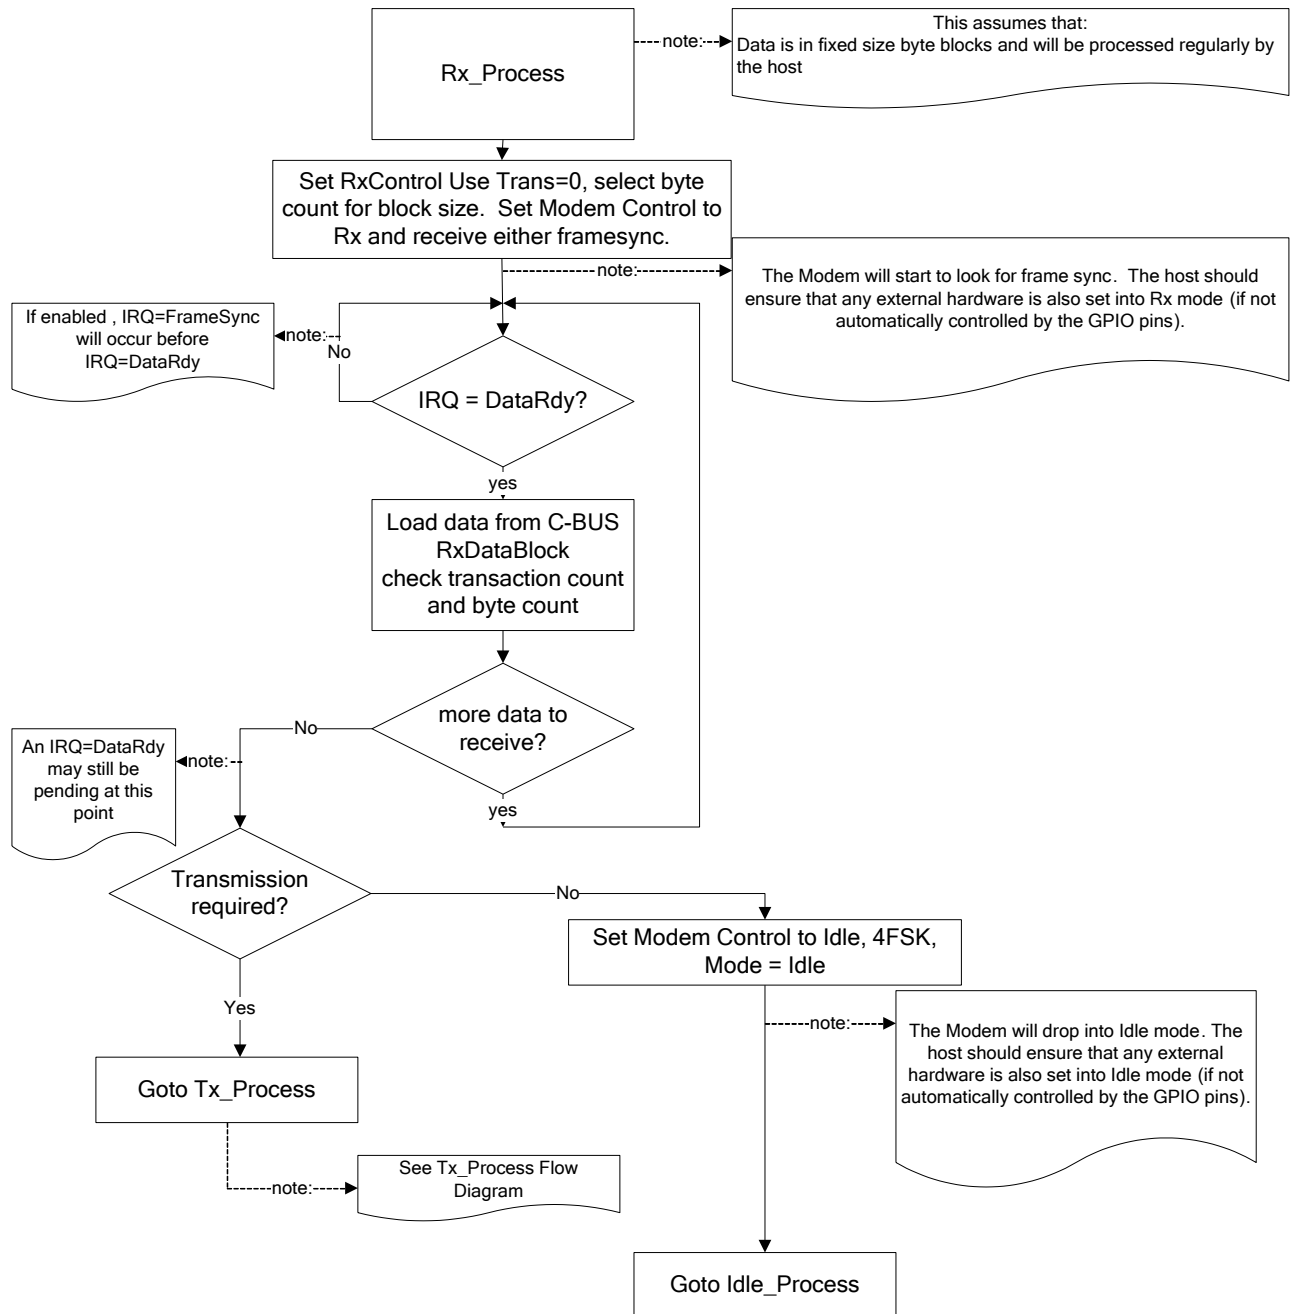 This assumes that:
note:
Data is in fixed size byte blocks and will be processed regularly by
the host
Rx_Process
Set RxControl Use Trans=0, select byte
count for block size.  Set Modem Control to
Rx and receive either framesync.
note:
The Modem will start to look for frame sync.  The host should
ensure that any external hardware is also set into Rx mode (if not
automatically controlled by the GPIO pins).
If enabled , IRQ=FrameSync
will occur before
IRQ=DataRdy
note:
No
IRQ = DataRdy?
yes
Load data from C-BUS
RxDataBlock
check transaction count
and byte count
more data to
receive?
No
yes
An IRQ=DataRdy
may still be
pending at this
point
note:
Transmission
required?
No
Set Modem Control to Idle, 4FSK,
Mode = Idle
Yes
note:
The Modem will drop into Idle mode. The
host should ensure that any external
hardware is also set into Idle mode (if not
automatically controlled by the GPIO pins).
Goto Tx_Process
note:
See Tx_Process Flow
Diagram
Goto Idle_Process